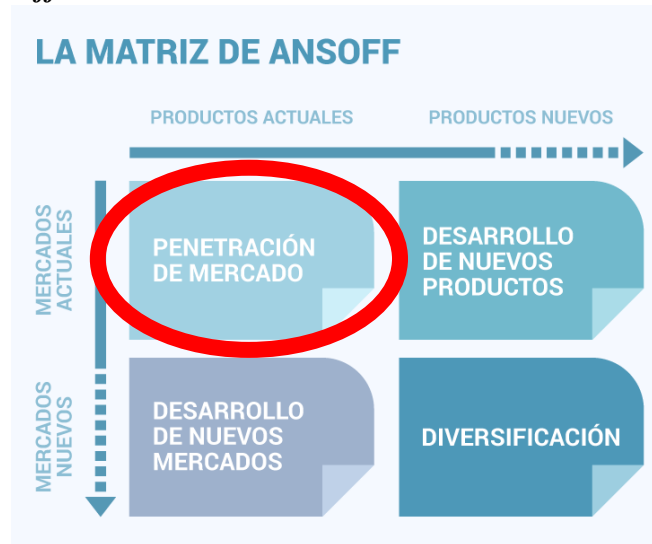 LA MATRIZ DE ANSOFF
PRODUCTOS ACTUALES
PRODUCTOS NUEVOS
MERCADOS
ACTUALES
PENETRACIÓN
DE MERCADO
DESARROLLO
DE NUEVOS
PRODUCTOS
MERCADOS
NUEVOS
DESARROLLO
DE NUEVOS
MERCADOS
DIVERSIFICACIÓN